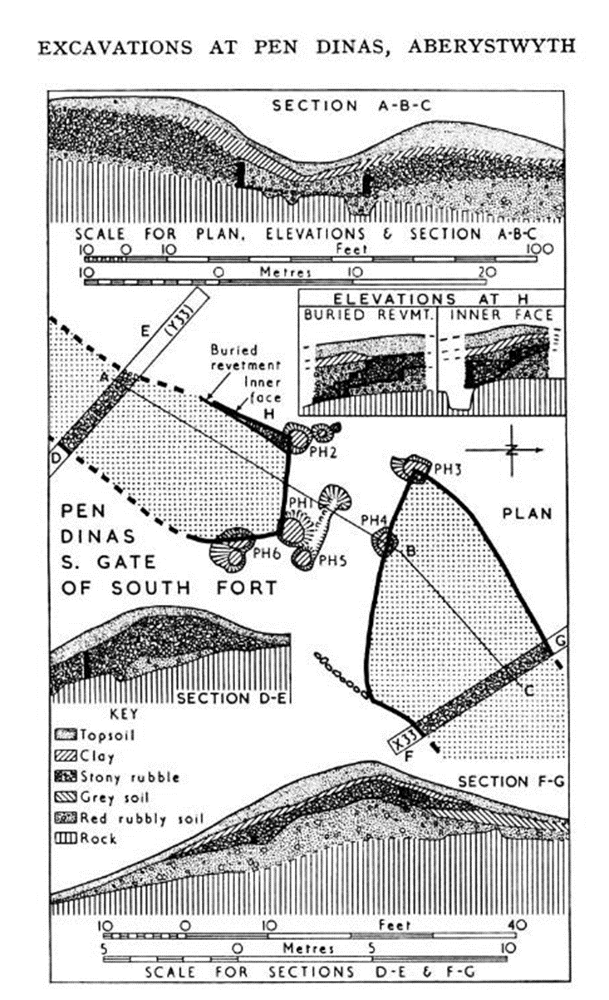 EXCAVATIONS AT PEN DINAS, ABERYSTWYTH
SECTION A-B-C
SCALE FOR PLAN, ELEVATIONS & SECTION A-B-C
10 0 10 Feet 100
10 0 Metres 10 20
ELEVATIONS AT H
BURIED REVMT. INNER FACE
E (Y33)
A
D
Buried
revetment
Inner
face
H
PH2
PH3
N
PLAN
PH1
PH4
B
PH6
PH5
PEN
DINAS
S. GATE
OF SOUTH FORT
G
C
X33
F
SECTION D-E
KEY
Topsoil
Clay
Stony rubble
Grey soil
Red rubbly soil
Rock
SECTION F-G
10 0 10 Feet 40
5 0 Metres 5 10
SCALE FOR SECTIONS D-E & F-G